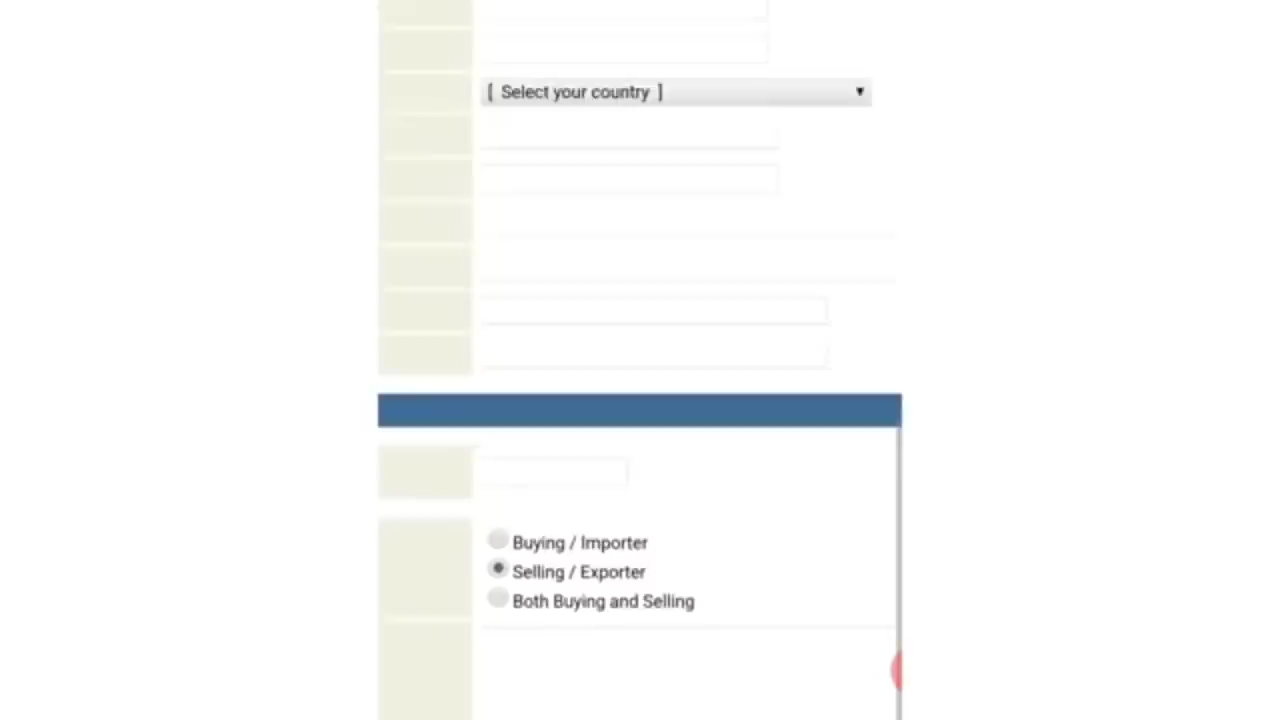 [ Select your country ]
Buying / Importer
Selling / Exporter
Both Buying and Selling